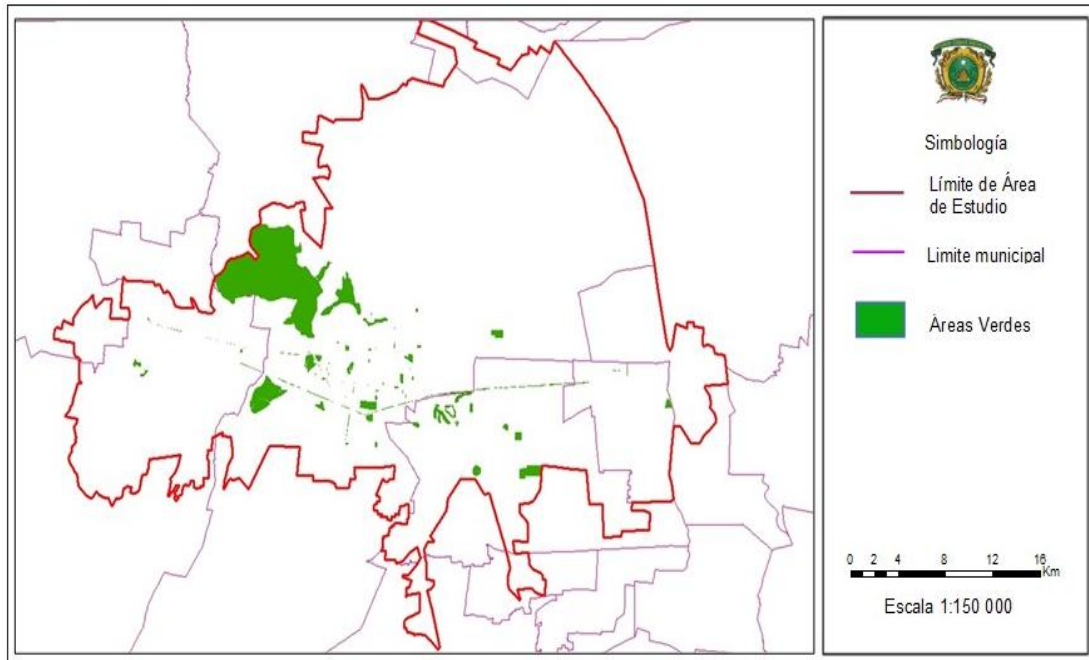 Simbología
Límite de Área
de Estudio
Limite municipal
Áreas Verdes
0 2 4 8 12 16
Km
Escala 1:150 000